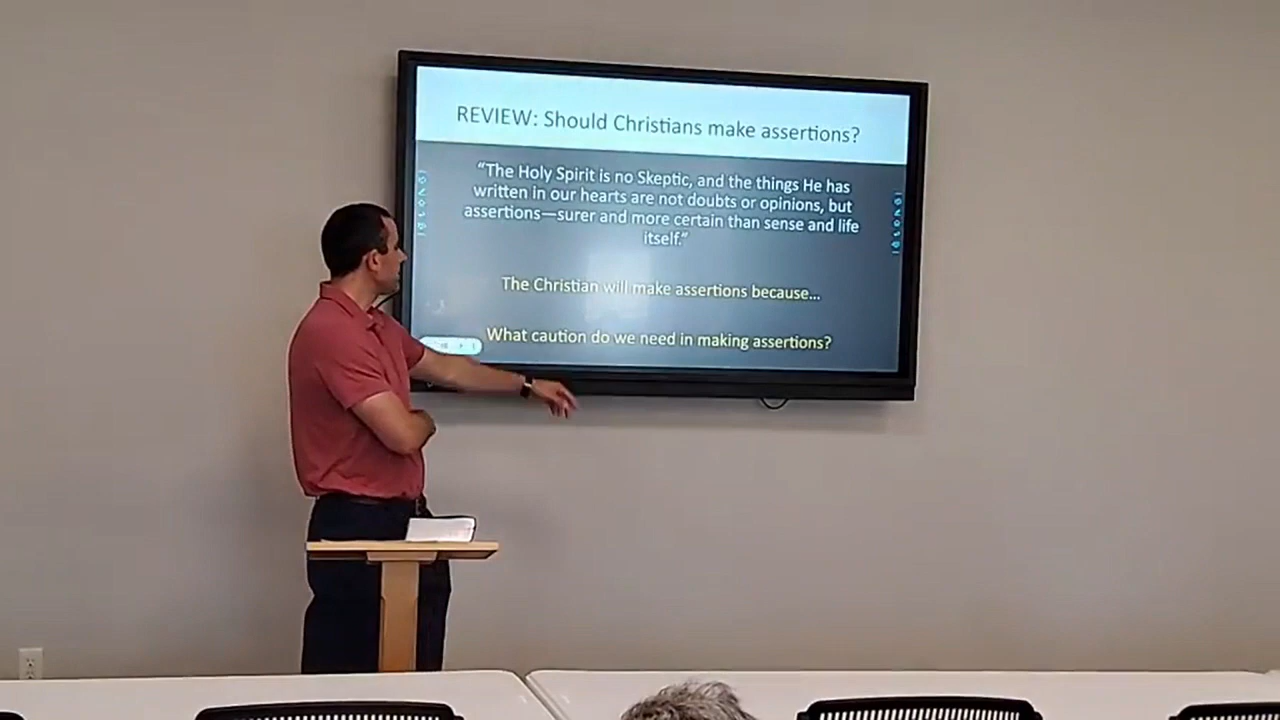 REVIEW: Should Christians make assertions?
“The Holy Spirit is no Skeptic, and the things He has
written in our hearts are not doubts or opinions, but
assertions—surer and more certain than sense and life
itself.”
The Christian will make assertions because...
What caution do we need in making assertions?